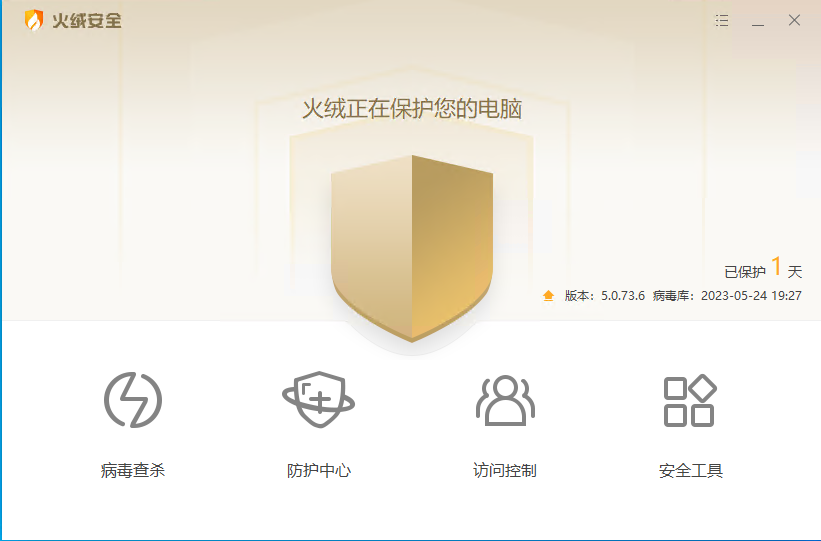 火绒安全
火绒正在保护您的电脑
已保护 1 天
版本：5.0.73.6 病毒库：2023-05-24 19:27
病毒查杀 防护中心 访问控制 安全工具